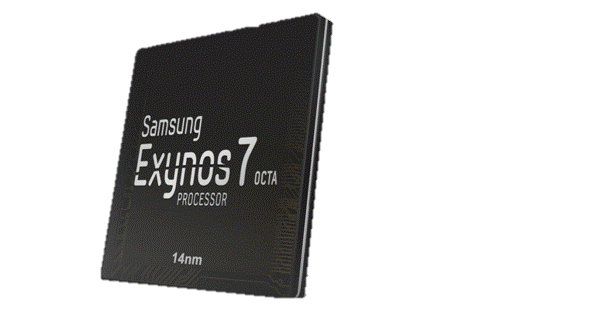 Samsung
Exynos 7 OCTA
PROCESSOR
14nm